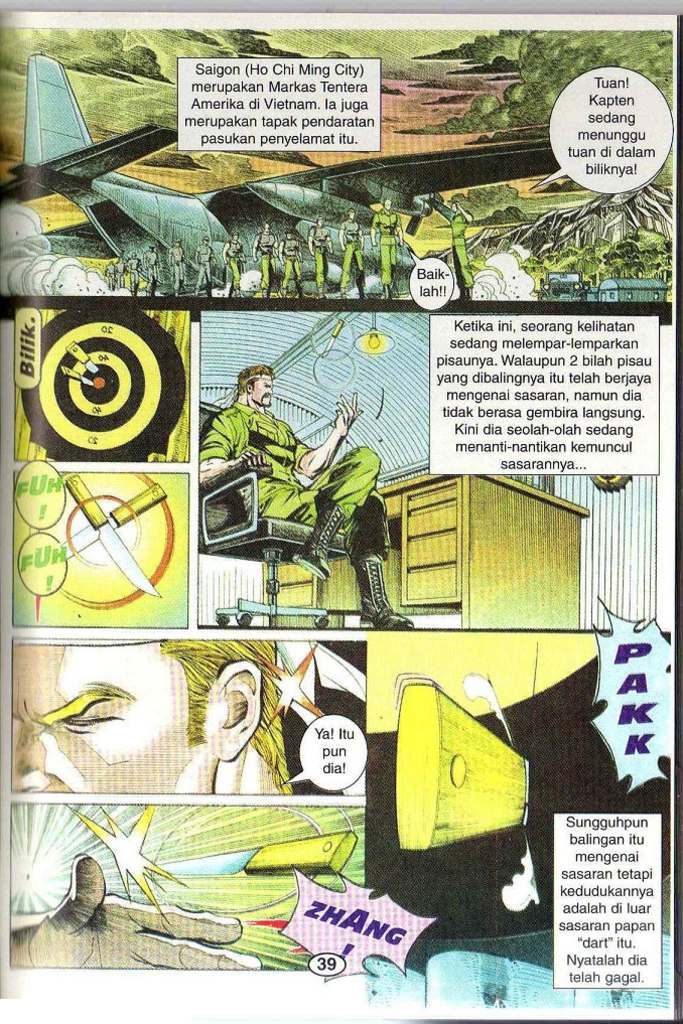 Saigon (Ho Chi Ming City)
merupakan Markas Tentera
Amerika di Vietnam. Ia juga
merupakan tapak pendaratan
pasukan penyelamat itu.
Tuan!
Kapten
sedang
menunggu
tuan di dalam
biliknya!
Baik-
lah!!
Bilik.
20
20
Ketika ini, seorang kelihatan
sedang melempar-lemparkan
pisaunya. Walaupun 2 bilah pisau
yang dibalingnya itu telah berjaya
mengenai sasaran, namun dia
tidak berasa gembira langsung.
Kini dia seolah-olah sedang
menanti-nantikan kemuncul
sasarannya...
FUH
!
FUH
!
Ya! Itu
pun
dia!
PAKK
ZHANG
!
Sungguhpun
balingan itu
mengenai
sasaran tetapi
kedudukannya
adalah di luar
sasaran papan
“dart” itu.
Nyatalah dia
telah gagal.
39